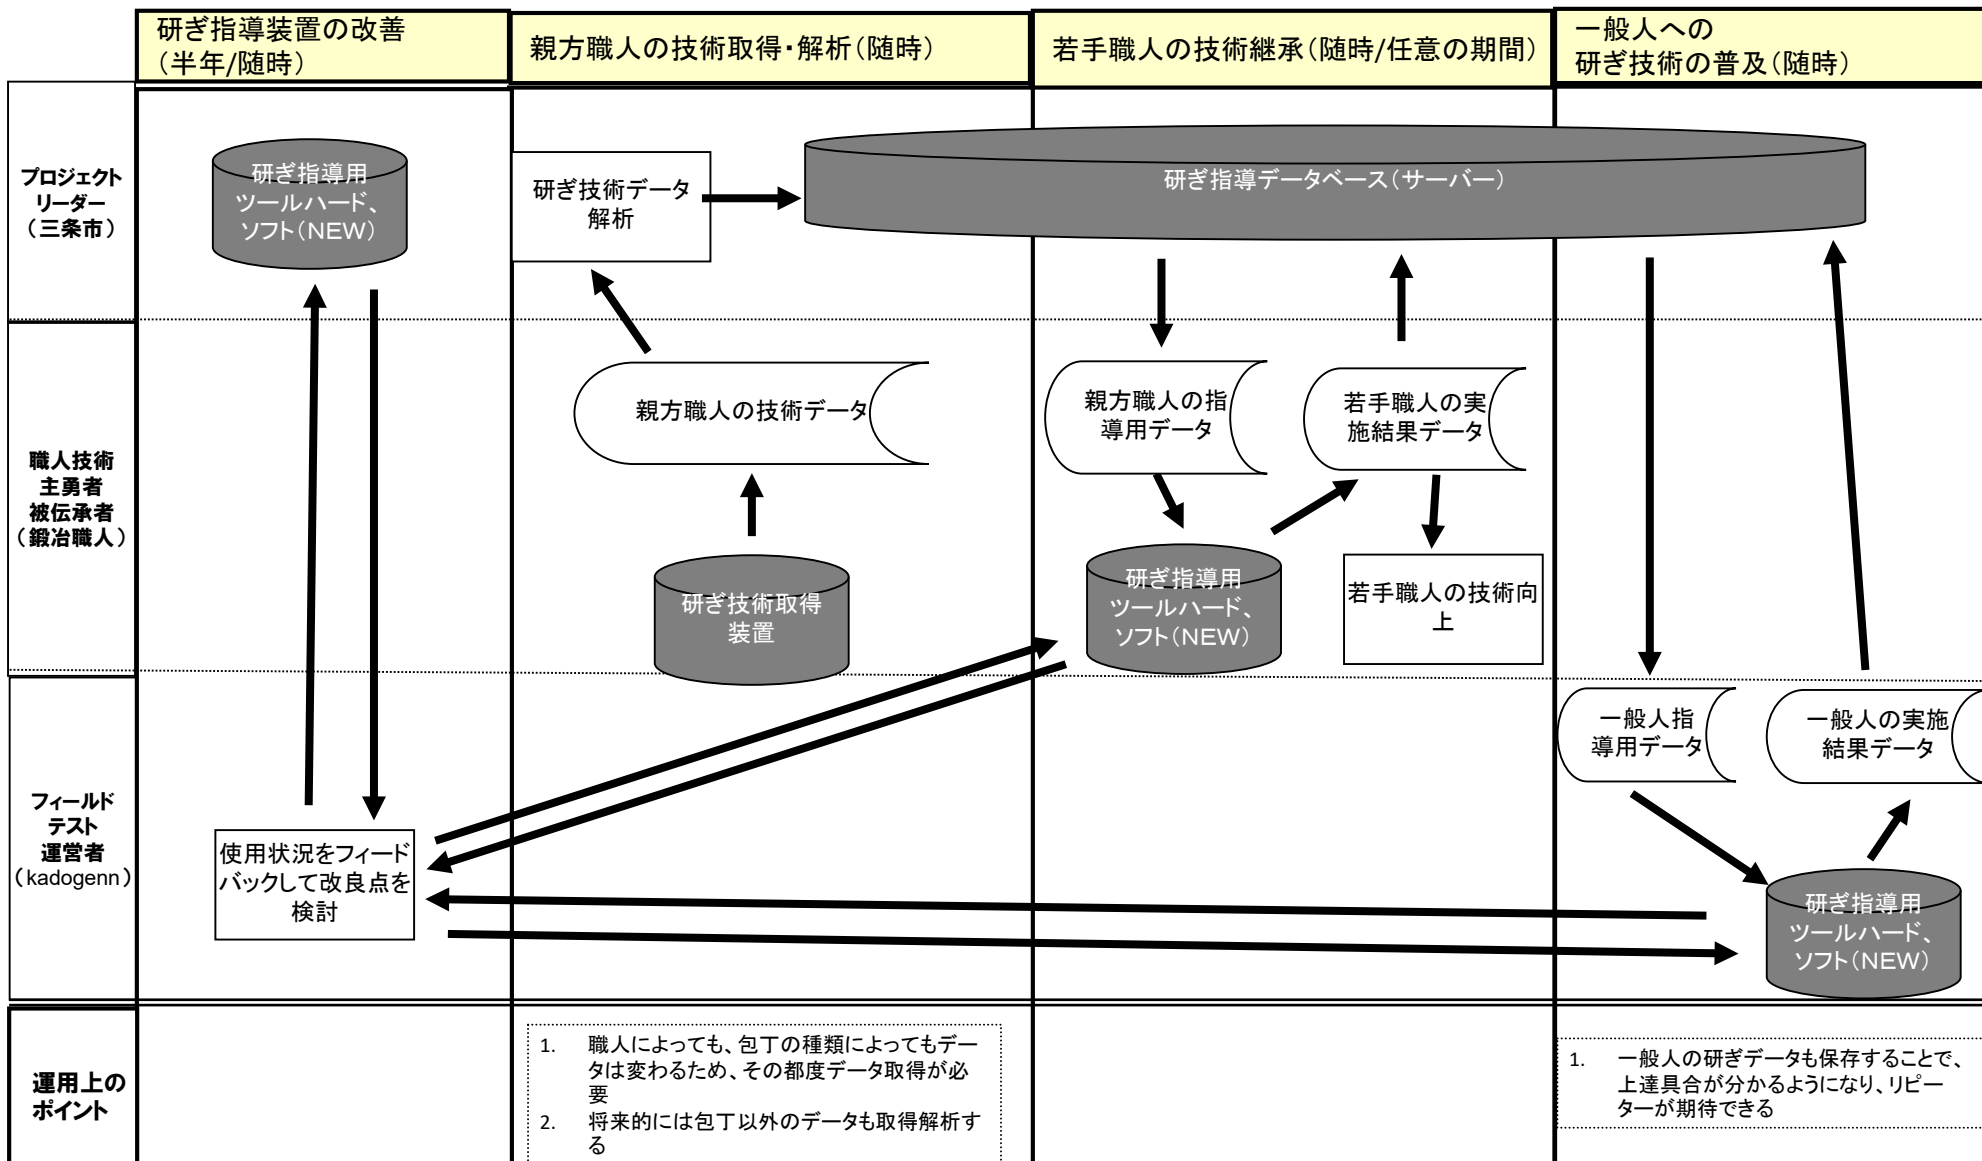 研ぎ指導装置の改善
（半年/随時）
親方職人の技術取得・解析（随時）
若手職人の技術継承（随時/任意の期間）
一般人への
研ぎ技術の普及（随時）
プロジェクト
リーダー
（三条市）
研ぎ指導用
ツールハード、
ソフト（NEW）
研ぎ技術データ
解析
研ぎ指導データベース（サーバー）
職人技術
主勇者
被伝承者
（鍛冶職人）
親方職人の技術データ
研ぎ技術取得
装置
親方職人の指
導用データ
若手職人の実
施結果データ
研ぎ指導用
ツールハード、
ソフト（NEW）
若手職人の技術向
上
フィールド
テスト
運営者
（kadogenn）
使用状況をフィード
バックして改良点を
検討
一般人指
導用データ
一般人の実施
結果データ
研ぎ指導用
ツールハード、
ソフト（NEW）
運用上の
ポイント
1. 職人によっても、包丁の種類によってもデー
タは変わるため、その都度データ取得が必
要
2. 将来的には包丁以外のデータも取得解析す
る
1. 一般人の研ぎデータも保存することで、
上達具合が分かるようになり、リピー
ターが期待できる